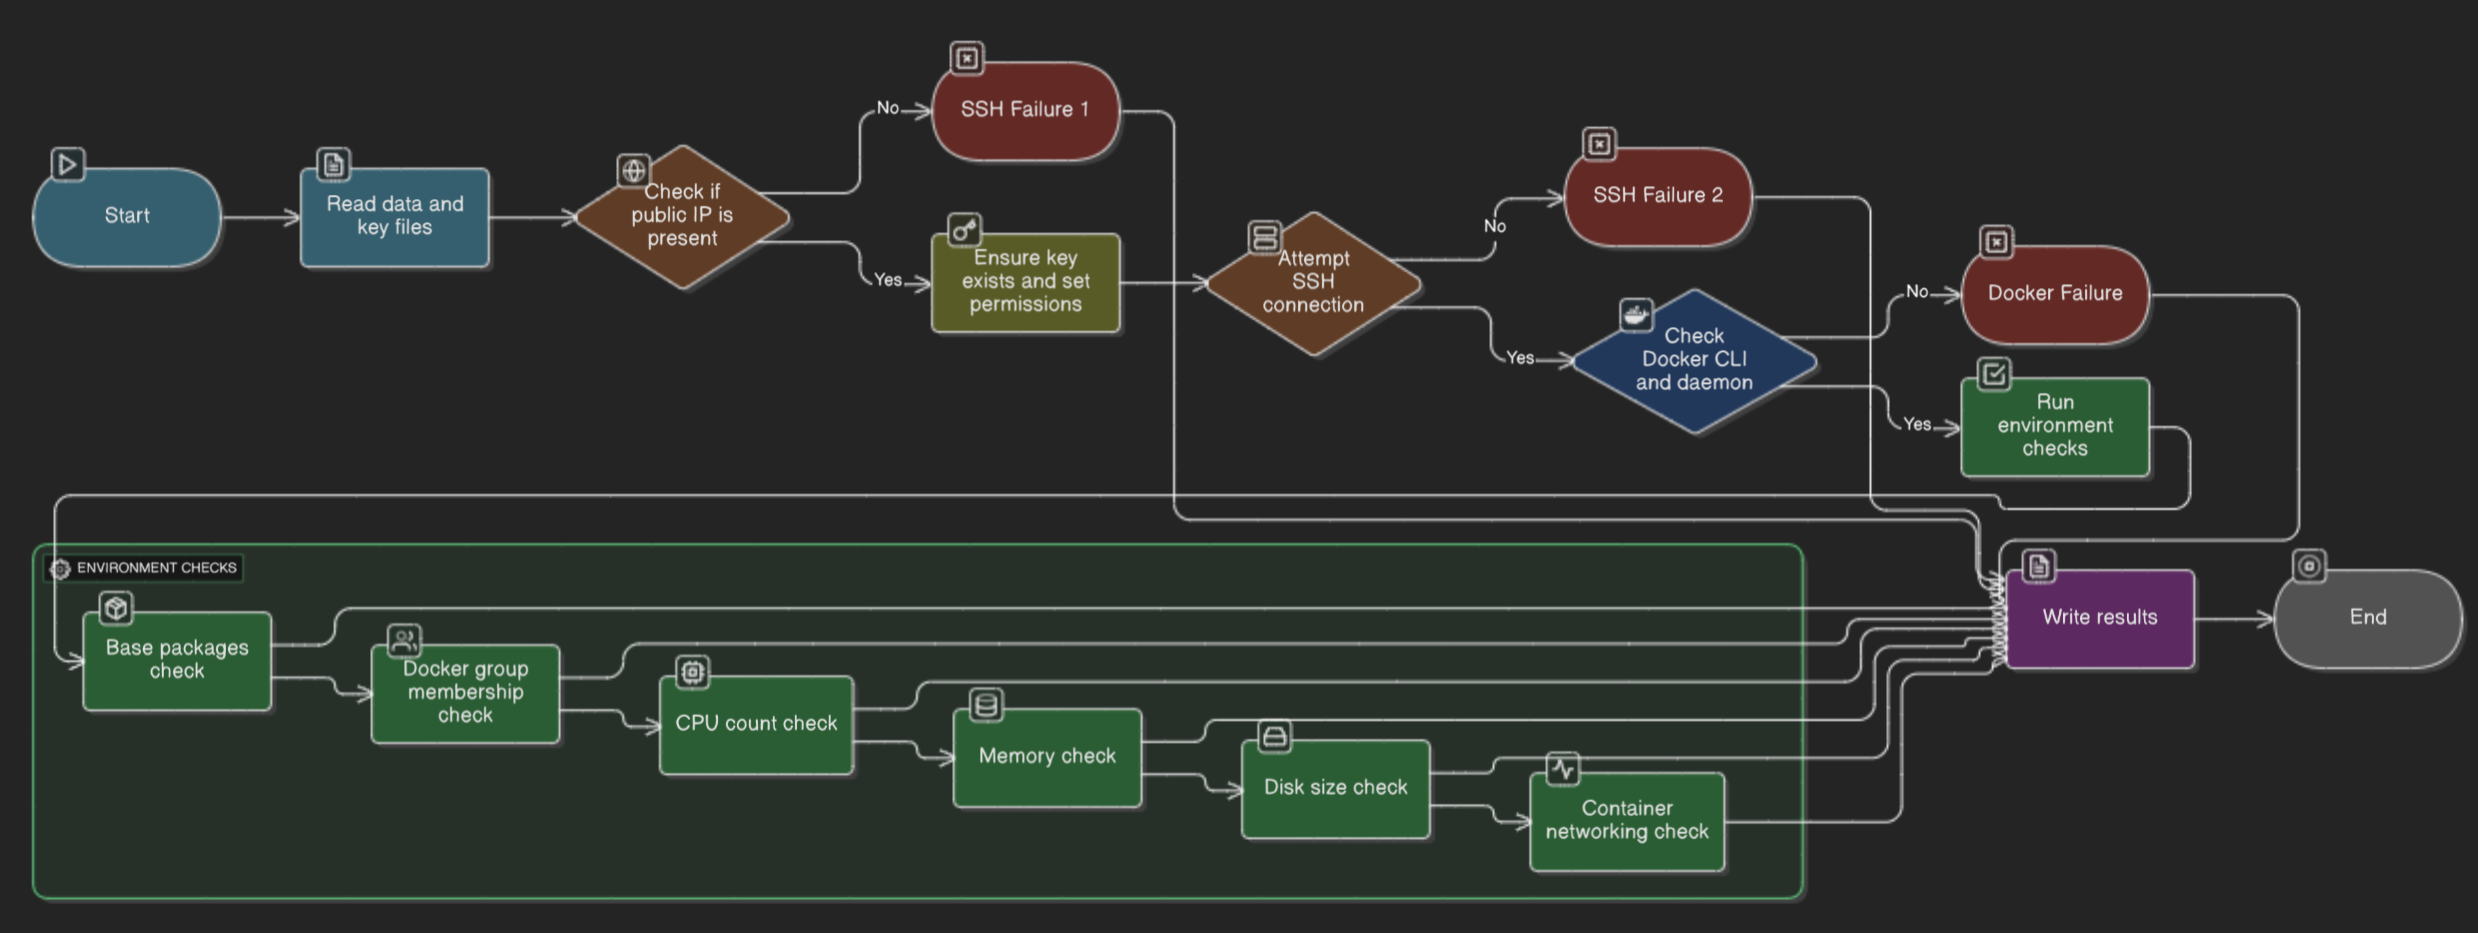 Start
Read data and
key files
Check if
public IP is
present
No
SSH Failure 1
Yes
Ensure key
exists and set
permissions
Attempt
SSH
connection
No
SSH Failure 2
Yes
Check
Docker CLI
and daemon
No
Docker Failure
Yes
Run
environment
checks
ENVIRONMENT CHECKS
Base packages
check
Docker group
membership
check
CPU count check
Memory check
Disk size check
Container
networking check
Write results
End